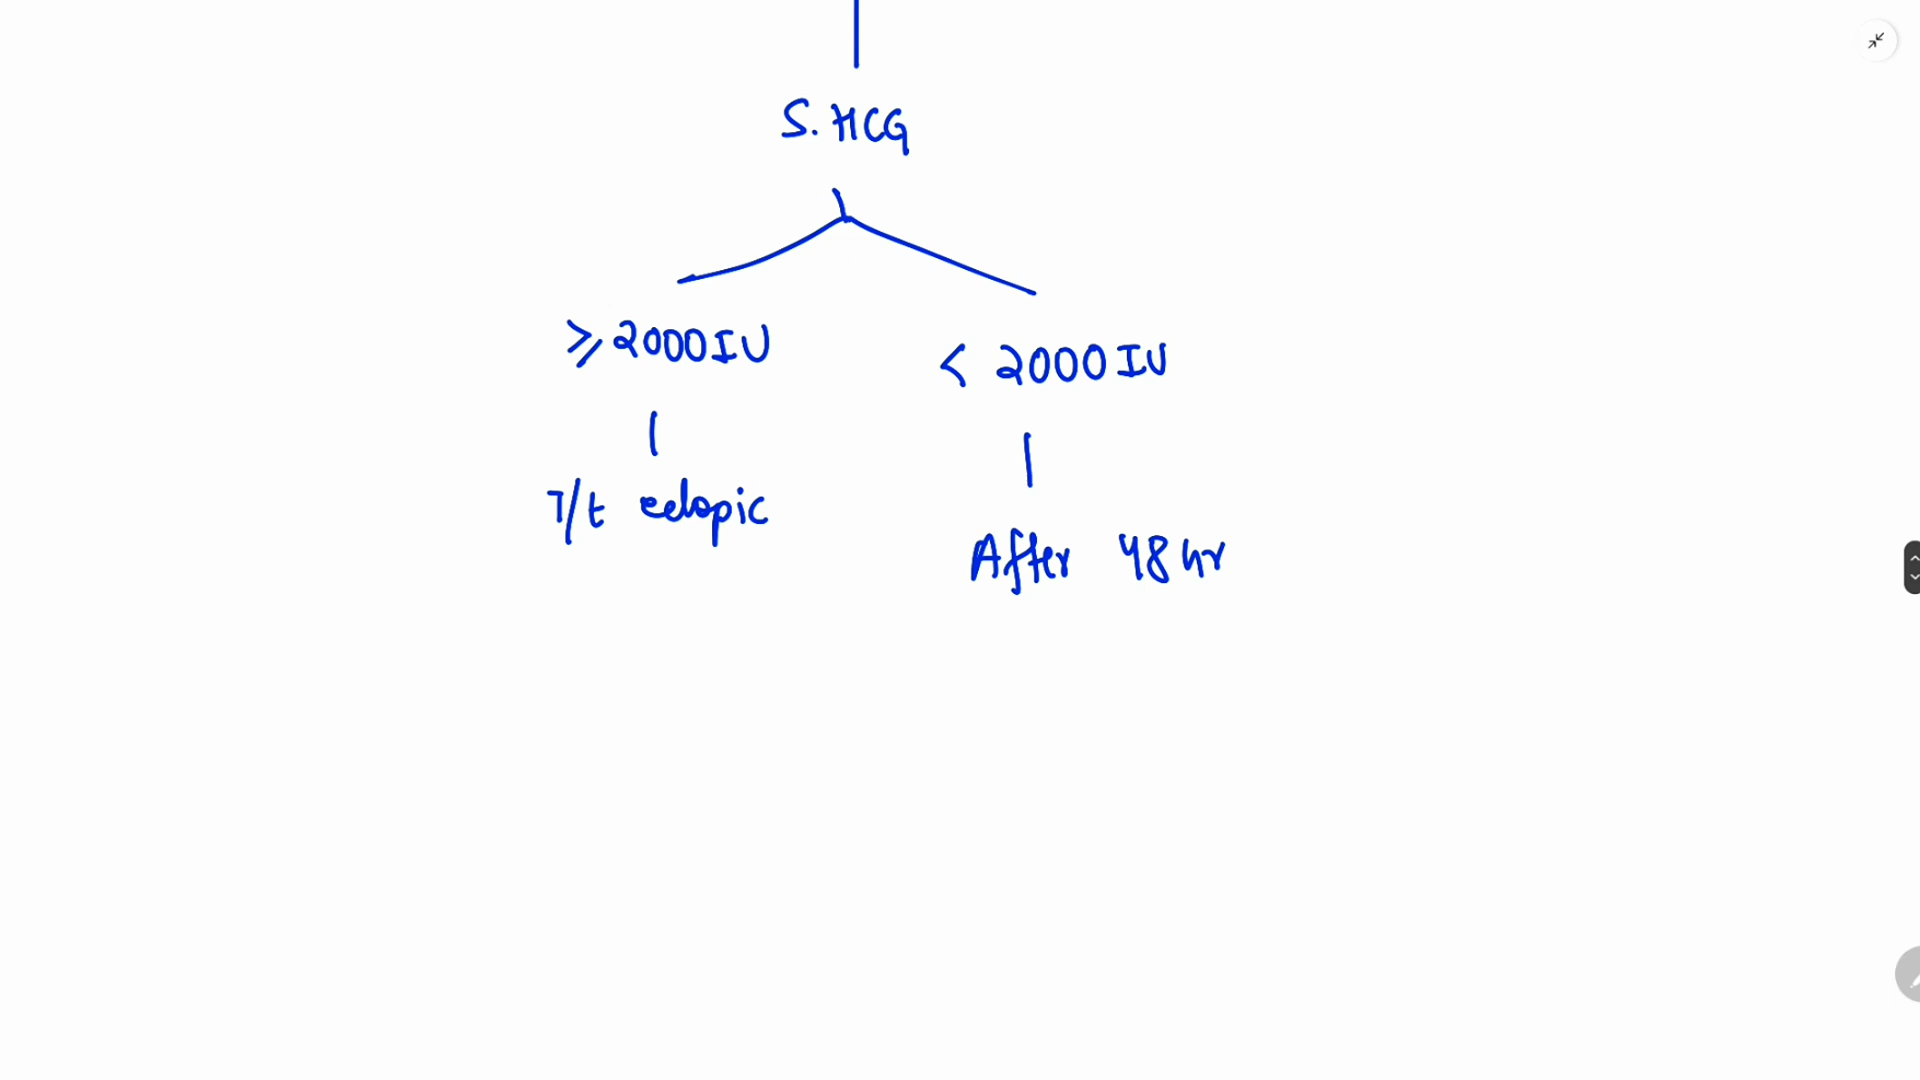 S. HCG
≥ 2000 IU
< 2000 IU
T/t ectopic
After 48 hr